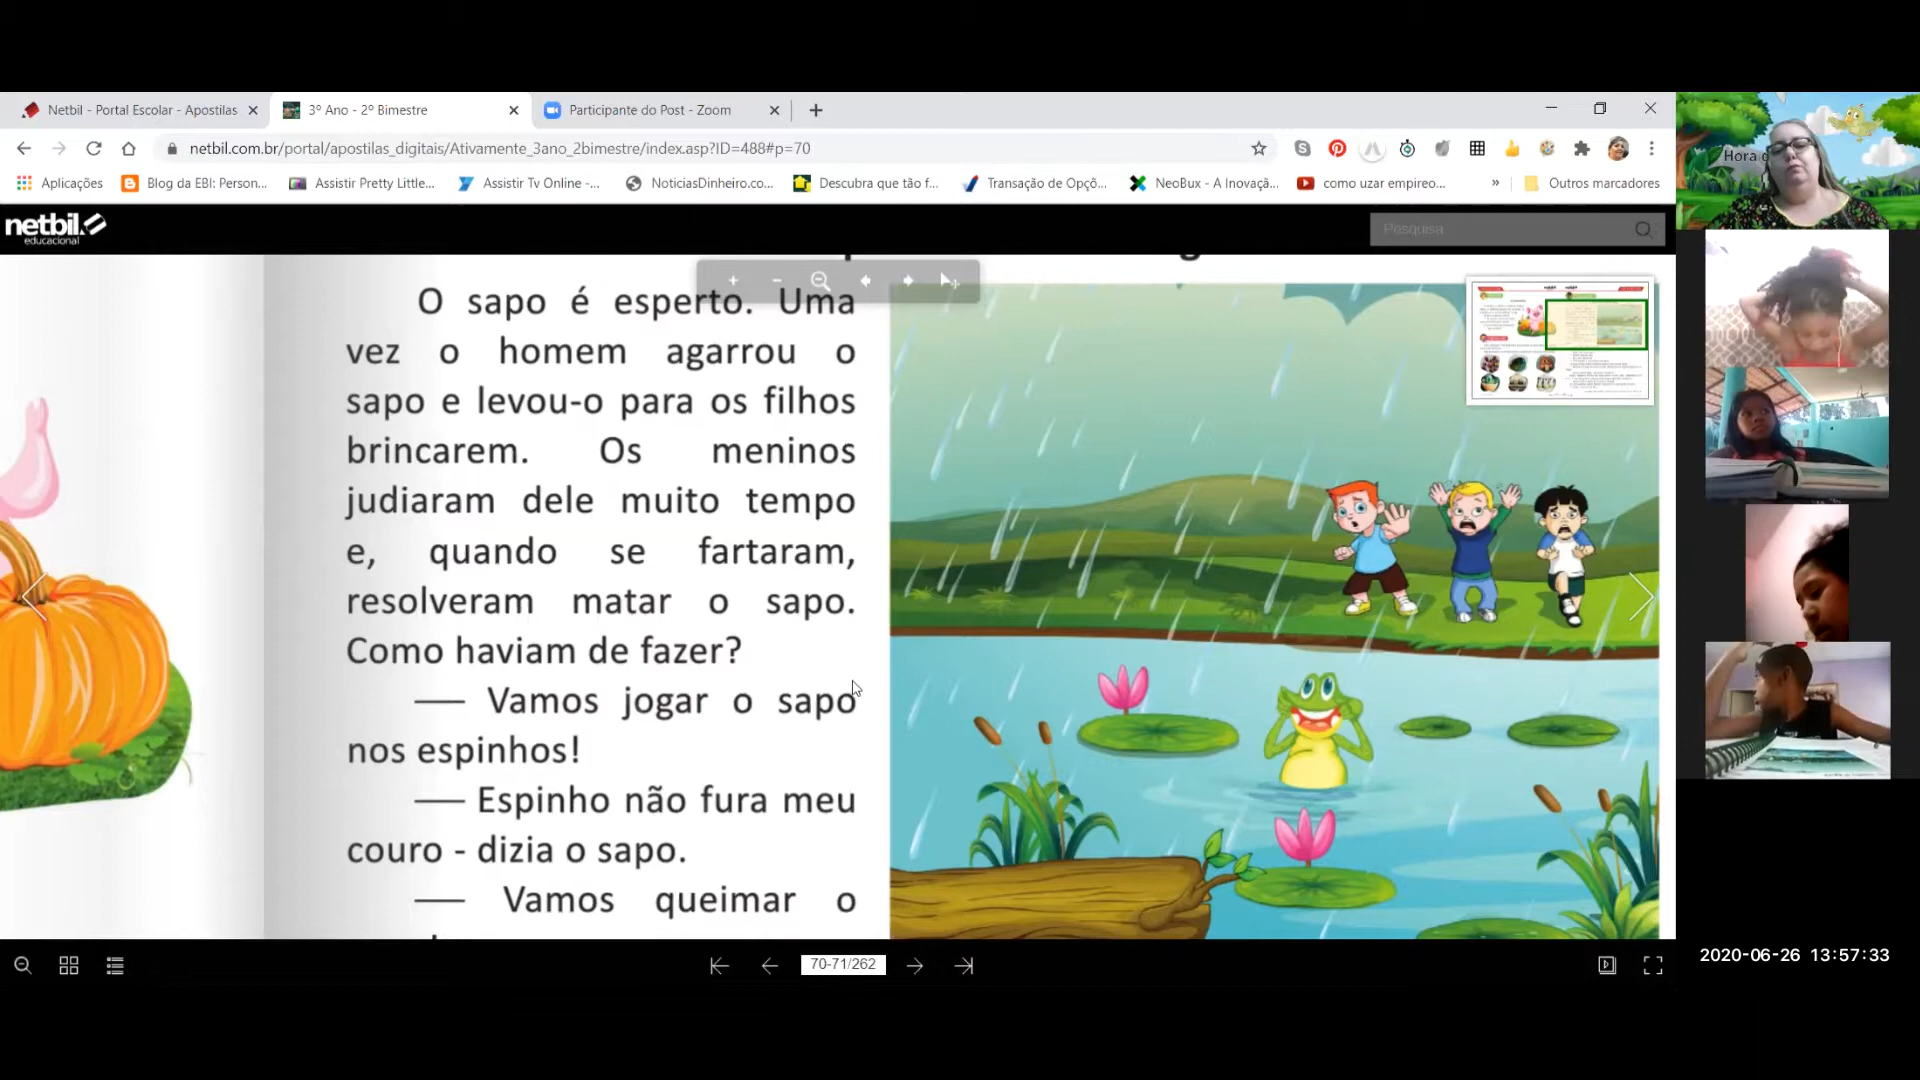 Netbil - Portal Escolar - Apostilas
3º Ano - 2º Bimestre
Participante do Post - Zoom
netbil.com.br/portal/apostilas_digitais/Ativamente_3ano_2bimestre/index.asp?ID=488#p=70
Aplicações
Blog da EBI: Person...
Assistir Pretty Little...
Assistir Tv Online -...
NoticiasDinheiro.co...
Descubra que tão f...
Transação de Opçõ...
NeoBux - A Inovaçã...
como uzar empireo...
»
Outros marcadores
Hora
netbil
educacional
Pesquisa
O sapo é esperto. Uma
vez o homem agarrou o
sapo e levou-o para os filhos
brincarem. Os meninos
judiaram dele muito tempo
e, quando se fartaram,
resolveram matar o sapo.
Como haviam de fazer?
— Vamos jogar o sapo
nos espinhos!
— Espinho não fura meu
couro - dizia o sapo.
— Vamos queimar o
70-71/262
2020-06-26 13:57:33